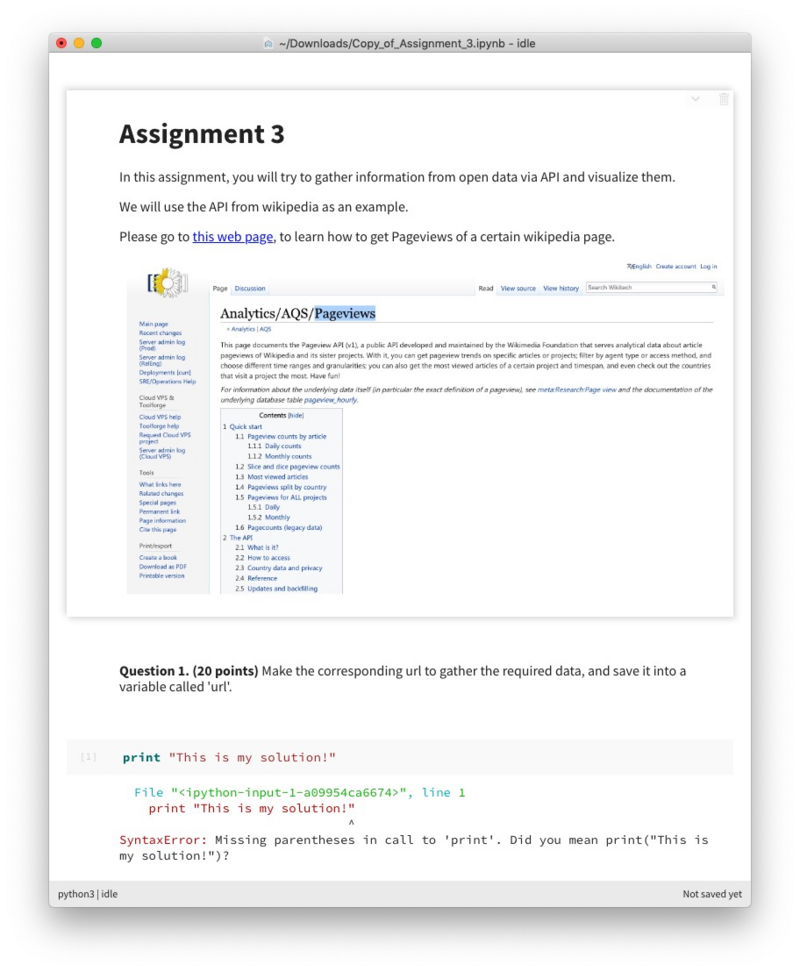 ~/Downloads/Copy_of_Assignment_3.ipynb - idle
Assignment 3
In this assignment, you will try to gather information from open data via API and visualize them.
We will use the API from wikipedia as an example.
Please go to this web page, to learn how to get Pageviews of a certain wikipedia page.
English Create account Log in
Page Discussion Read View source View history Search Wikitech
Analytics/AQS/Pageviews
< Analytics | AQS
Main page
Recent changes
Server admin log
(Prod)
Server admin log
(RelEng)
Deployments [cur]
SRE/Operations Help
Cloud VPS &
Toolforge
Cloud VPS help
Toolforge help
Request Cloud VPS
project
Server admin log
(Cloud VPS)
Tools
What links here
Related changes
Special pages
Permanent link
Page information
Cite this page
Print/export
Create a book
Download as PDF
Printable version
This page documents the Pageview API (v1), a public API developed and maintained by the Wikimedia Foundation that serves analytical data about article
pageviews of Wikipedia and its sister projects. With it, you can get pageview trends on specific articles or projects; filter by agent type or access method, and
choose different time ranges and granularities; you can also get the most viewed articles of a certain project and timespan, and even check out the countries
that visit a project the most. Have fun!
For information about the underlying data itself (in particular the exact definition of a pageview), see meta:Research:Page view and the documentation of the
underlying database table pageview_hourly.
Contents [hide]
1 Quick start
1.1 Pageview counts by article
1.1.1 Daily counts
1.1.2 Monthly counts
1.2 Slice and dice pageview counts
1.3 Most viewed articles
1.4 Pageviews split by country
1.5 Pageviews for ALL projects
1.5.1 Daily
1.5.2 Monthly
1.6 Pagecounts (legacy data)
2 The API
2.1 What is it?
2.2 How to access
2.3 Country data and privacy
2.4 Reference
2.5 Updates and backfilling
Question 1. (20 points) Make the corresponding url to gather the required data, and save it into a
variable called 'url'.
[1] print "This is my solution!"
File "<ipython-input-1-a09954ca6674>", line 1
print "This is my solution!"
^
SyntaxError: Missing parentheses in call to 'print'. Did you mean print("This is
my solution!")?
python3 | idle Not saved yet